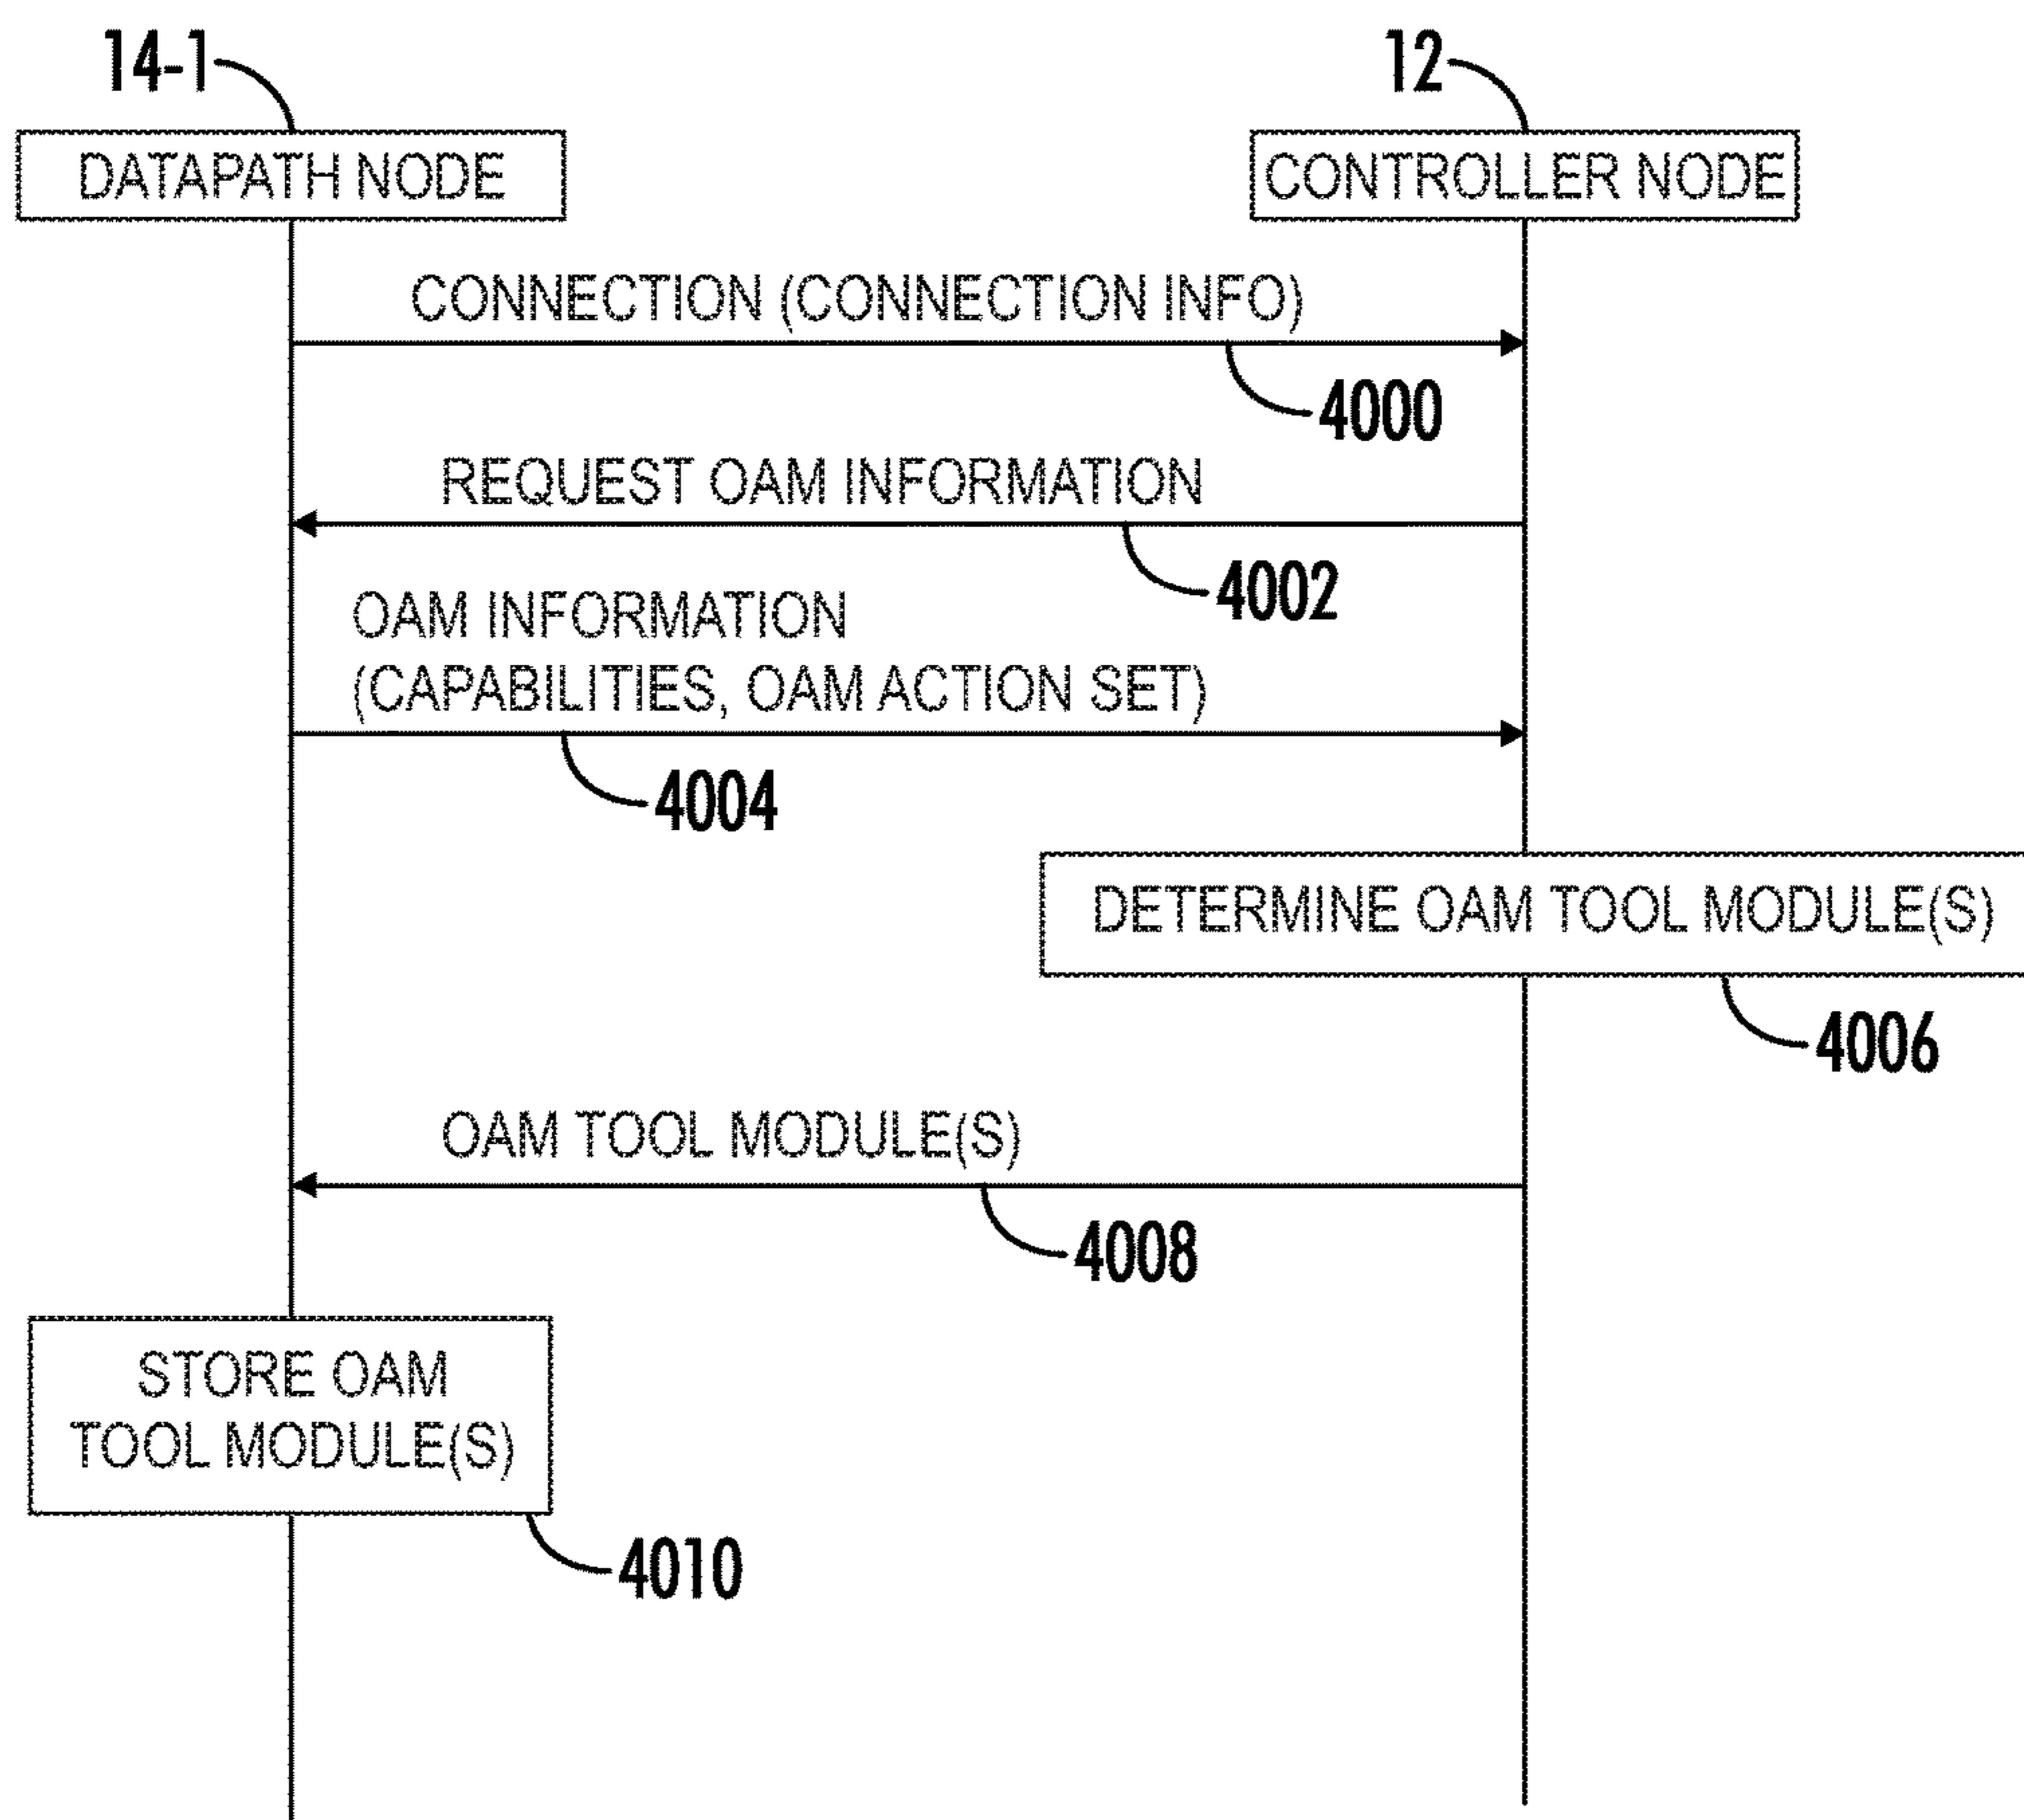 14-1
12
DATAPATH NODE
CONTROLLER NODE
CONNECTION (CONNECTION INFO)
4000
REQUEST OAM INFORMATION
4002
OAM INFORMATION
(CAPABILITIES, OAM ACTION SET)
4004
DETERMINE OAM TOOL MODULE(S)
4006
OAM TOOL MODULE(S)
4008
STORE OAM
TOOL MODULE(S)
4010